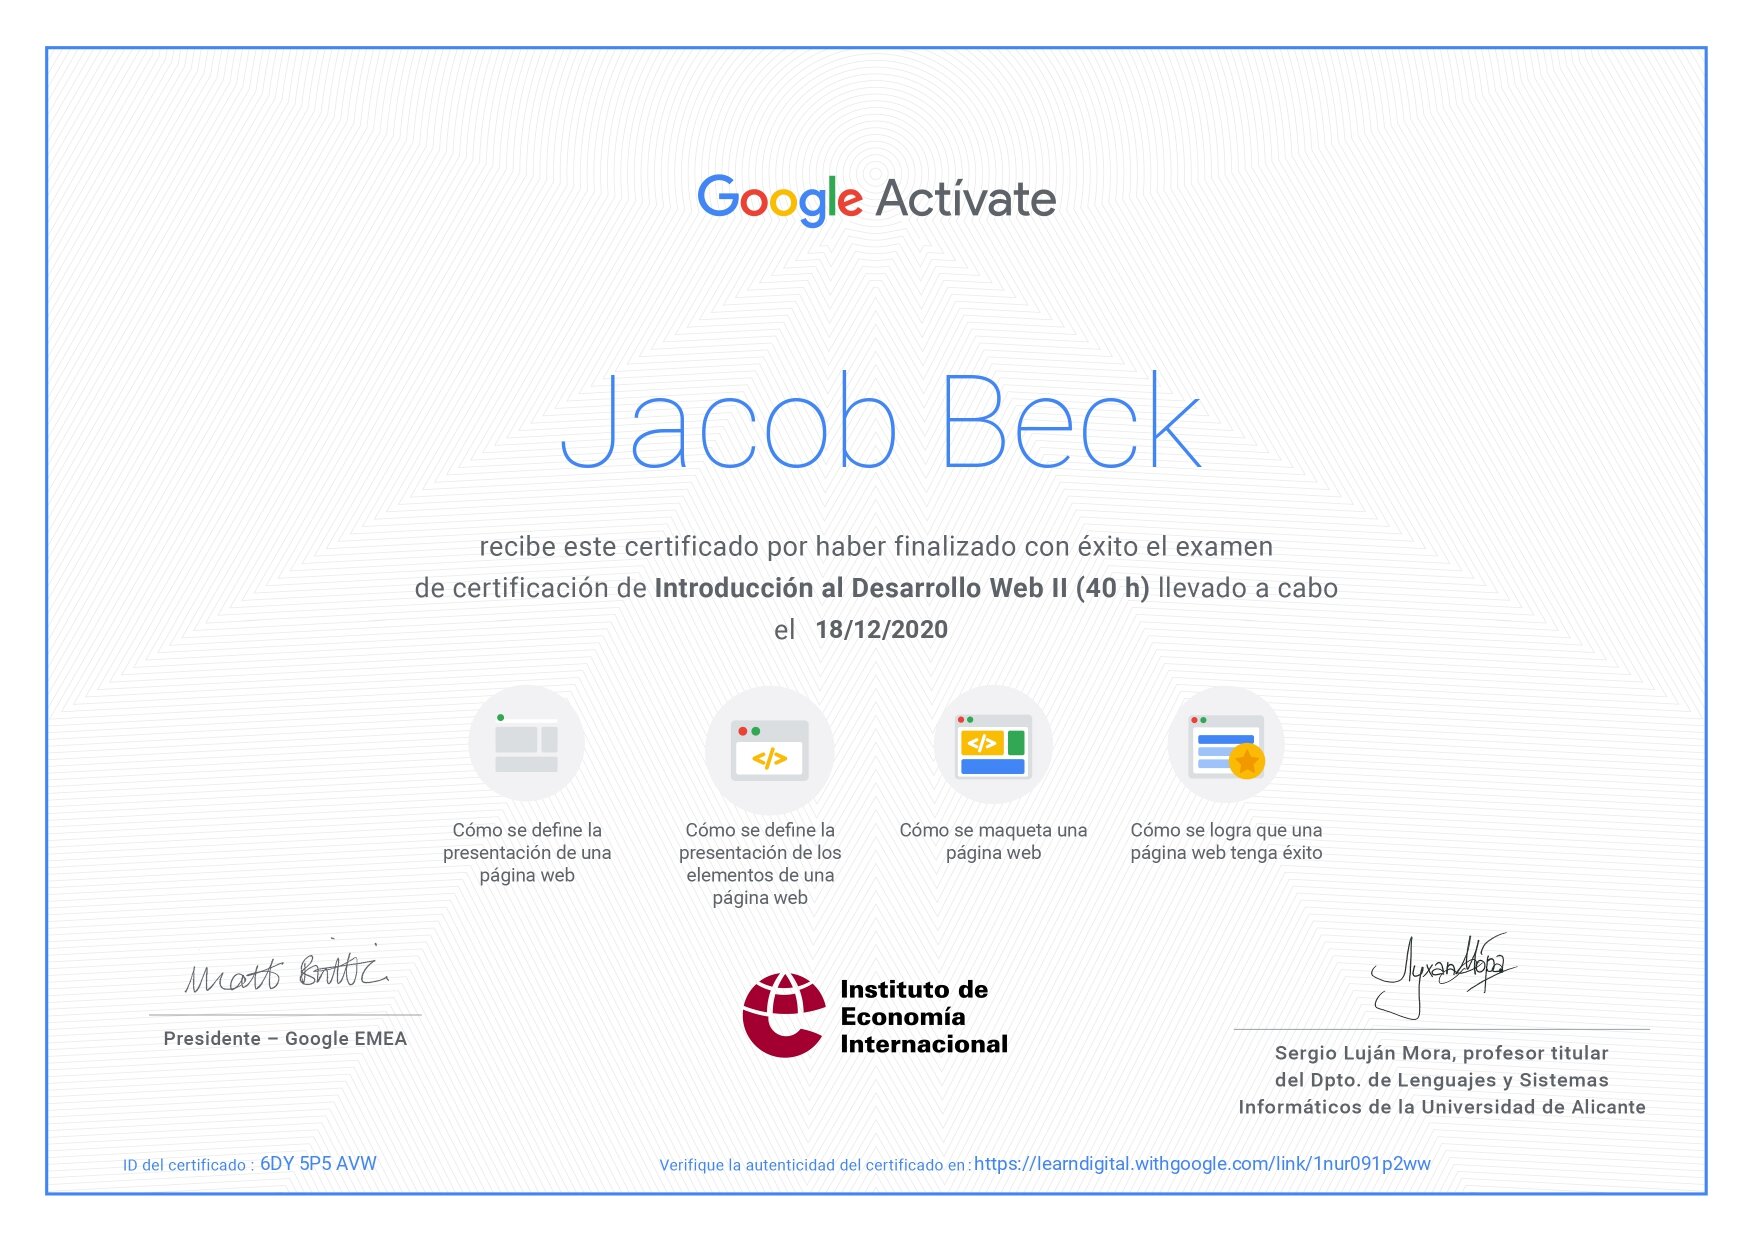 Google Actívate
Jacob Beck
recibe este certificado por haber finalizado con éxito el examen
de certificación de Introducción al Desarrollo Web II (40 h) llevado a cabo
el 18/12/2020
</>
</>
Cómo se define la
presentación de una
página web
Cómo se define la
presentación de los
elementos de una
página web
Cómo se maqueta una
página web
Cómo se logra que una
página web tenga éxito
Matt Brittin
Presidente – Google EMEA
Instituto de
Economía
Internacional
Sergio Luján Mora, profesor titular
del Dpto. de Lenguajes y Sistemas
Informáticos de la Universidad de Alicante
ID del certificado : 6DY 5P5 AVW
Verifique la autenticidad del certificado en: https://learndigital.withgoogle.com/link/1nur091p2ww